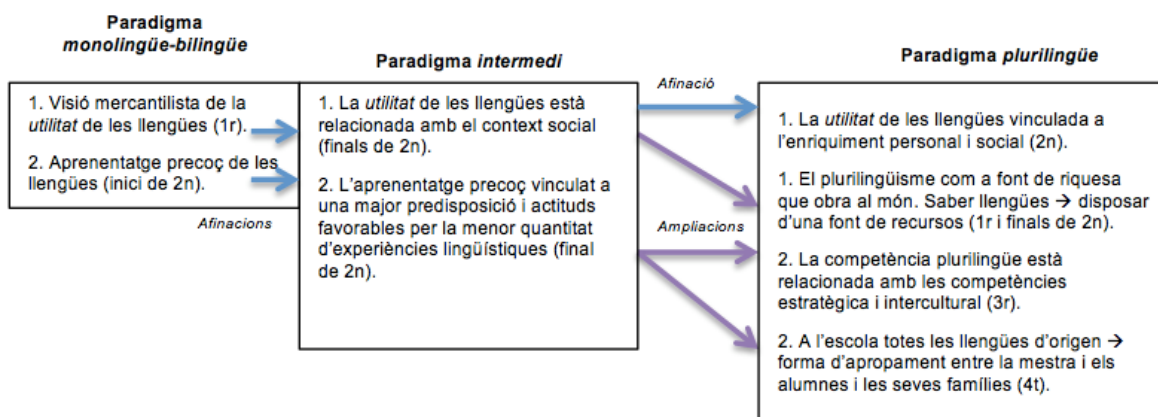 Paradigma
monolingüe-bilingüe
1. Visió mercantilista de la
utilitat de les llengües (1r).
2. Aprenentatge precoç de les
llengües (inici de 2n).
Afinacions
Paradigma intermedi
1. La utilitat de les llengües està
relacionada amb el context social
(finals de 2n).
2. L'aprenentatge precoç vinculat a
una major predisposició i actituds
favorables per la menor quantitat
d'experiències lingüístiques (final
de 2n).
Afinació
Ampliacions
Paradigma plurilingüe
1. La utilitat de les llengües vinculada a
l'enriquiment personal i social (2n).
1. El plurilingüisme com a font de riquesa
que obra al món. Saber llengües → disposar
d'una font de recursos (1r i finals de 2n).
2. La competència plurilingüe està
relacionada amb les competències
estratègica i intercultural (3r).
2. A l'escola totes les llengües d'origen →
forma d'apropament entre la mestra i els
alumnes i les seves famílies (4t).